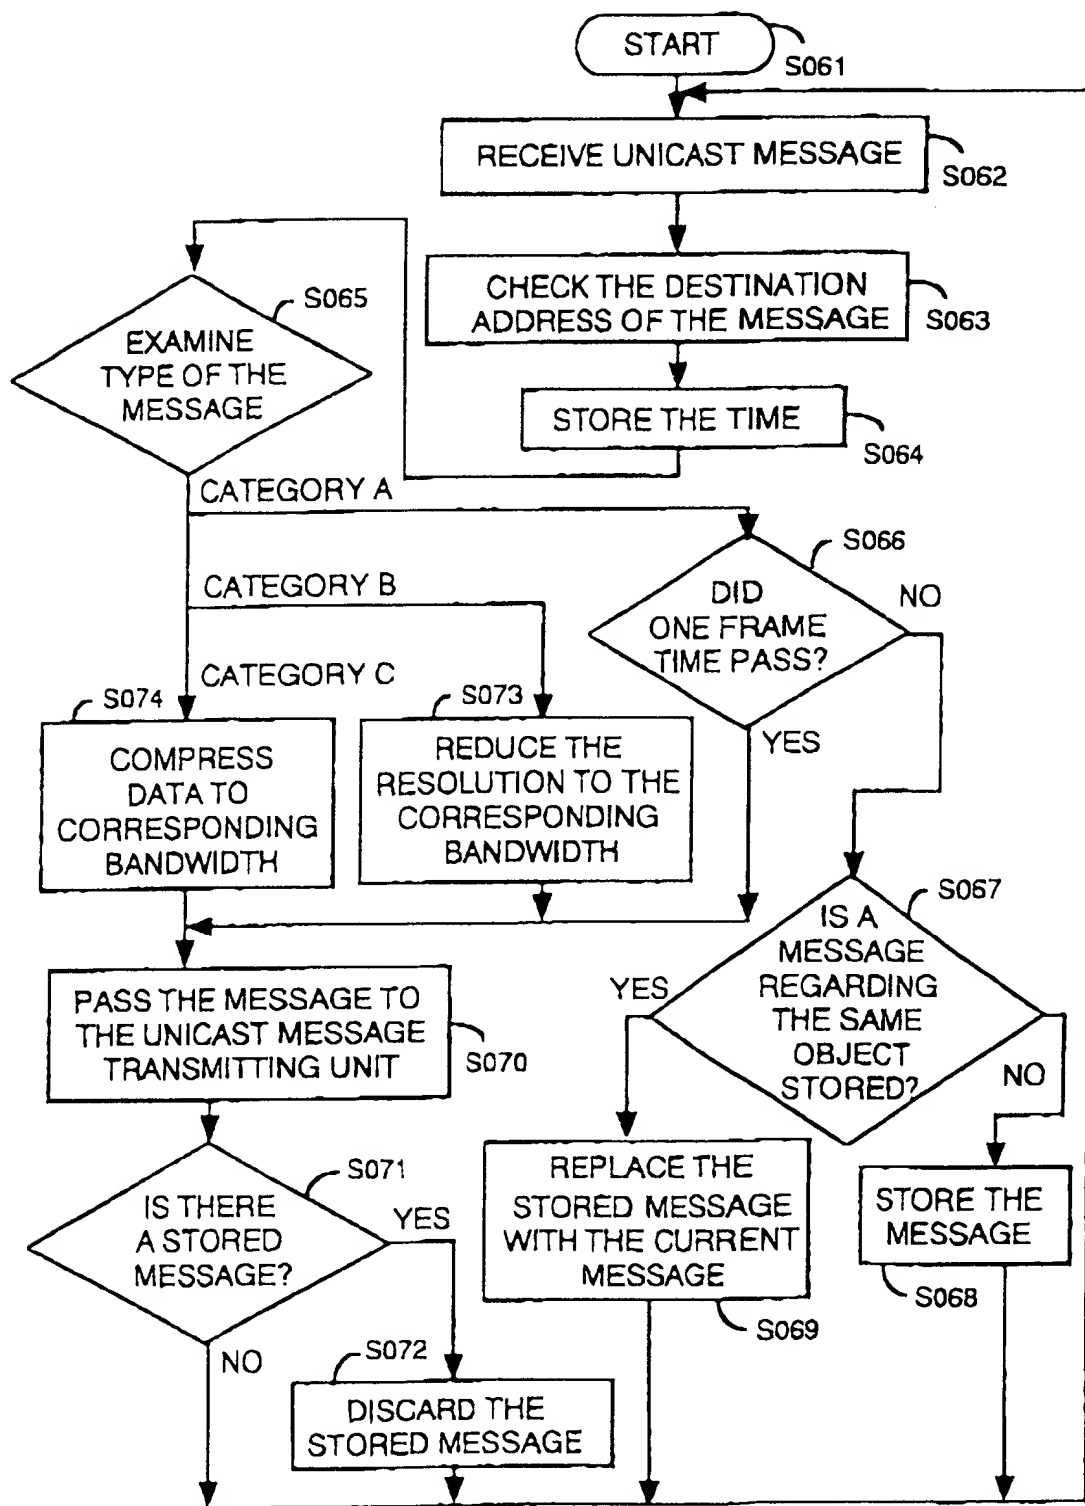 START
S061
RECEIVE UNICAST MESSAGE
S062
CHECK THE DESTINATION
ADDRESS OF THE MESSAGE
S063
STORE THE TIME
S064
S065
EXAMINE
TYPE OF THE
MESSAGE
CATEGORY A
CATEGORY B
CATEGORY C
S066
DID
ONE FRAME
TIME PASS?
NO
YES
S074
COMPRESS
DATA TO
CORRESPONDING
BANDWIDTH
S073
REDUCE THE
RESOLUTION TO THE
CORRESPONDING
BANDWIDTH
S067
IS A
MESSAGE
REGARDING
THE SAME
OBJECT
STORED?
YES
NO
PASS THE MESSAGE TO
THE UNICAST MESSAGE
TRANSMITTING UNIT
S070
S071
IS THERE
A STORED
MESSAGE?
YES
NO
REPLACE THE
STORED MESSAGE
WITH THE CURRENT
MESSAGE
S069
STORE THE
MESSAGE
S068
S072
DISCARD THE
STORED MESSAGE